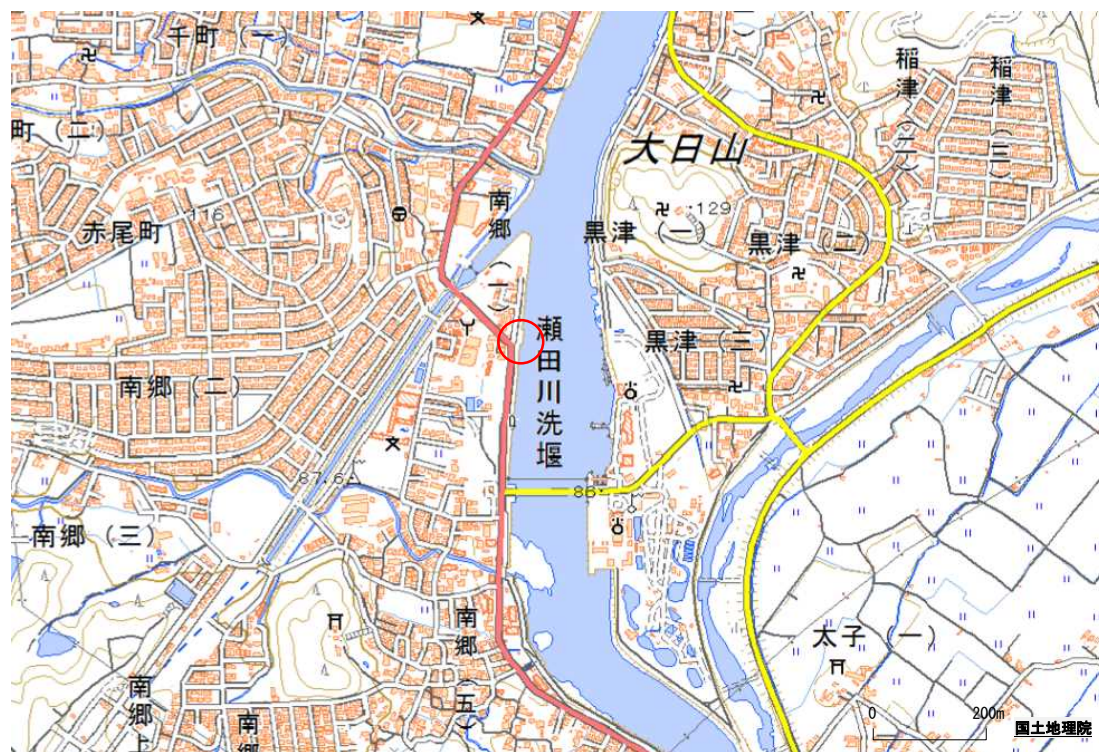 千町（一）
稲津（二）
稲津（三）
町（二）
大日山
南郷（一）
116
129
赤尾町
黒津（一）
黒津（二）
瀬田川洗堰
黒津（三）
南郷（二）
87.6
86
南郷（三）
南郷（五）
太子（一）
南郷上
南郷
0
200m
国土地理院